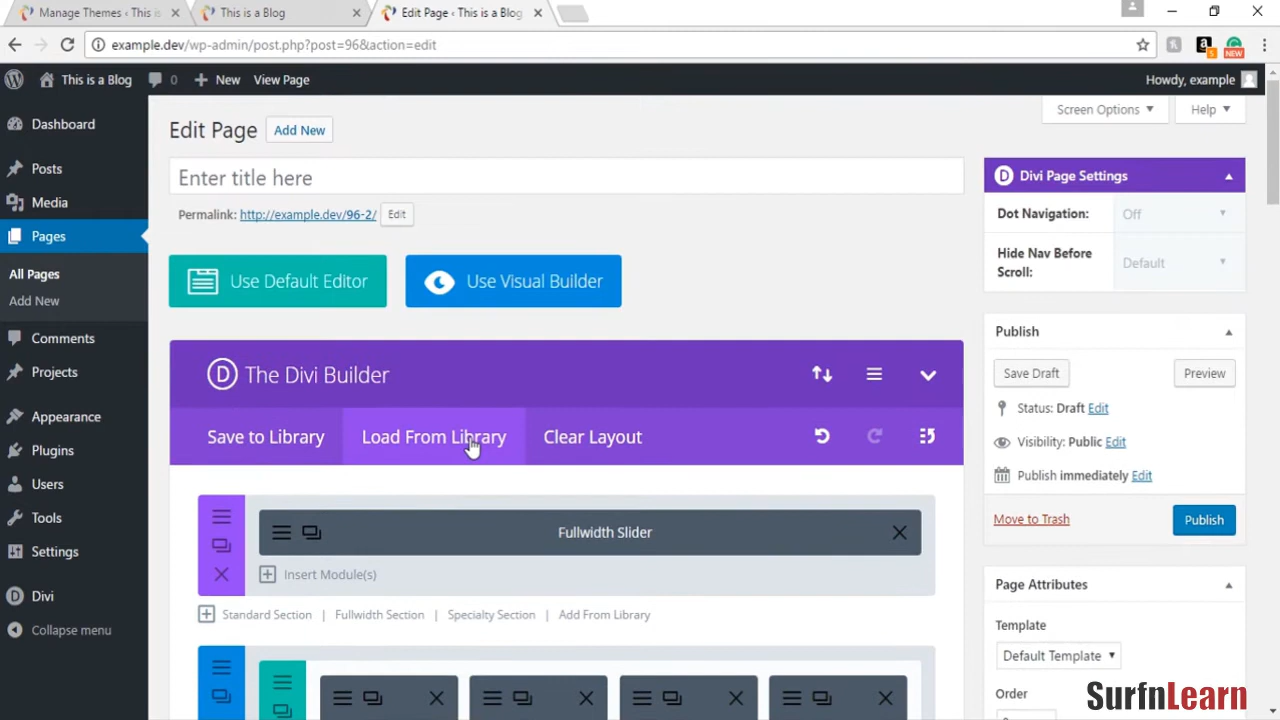 Manage Themes ‹ This is
This is a Blog
Edit Page ‹ This is a Blog
example.dev/wp-admin/post.php?post=96&action=edit
5
NEW
This is a Blog
0
New
View Page
Howdy, example
Dashboard
Posts
Media
Pages
All Pages
Add New
Comments
Projects
Appearance
Plugins
Users
Tools
Settings
Divi
Collapse menu
Screen Options
Help
Edit Page
Add New
Enter title here
Permalink: http://example.dev/96-2/
Edit
Use Default Editor
Use Visual Builder
D The Divi Builder
Save to Library
Load From Library
Clear Layout
Fullwidth Slider
Insert Module(s)
Standard Section | Fullwidth Section | Specialty Section | Add From Library
D Divi Page Settings
Dot Navigation:
Off
Hide Nav Before
Scroll:
Default
Publish
Save Draft
Preview
Status: Draft Edit
Visibility: Public Edit
Publish immediately Edit
Move to Trash
Publish
Page Attributes
Template
Default Template
Order
SurfnLearn